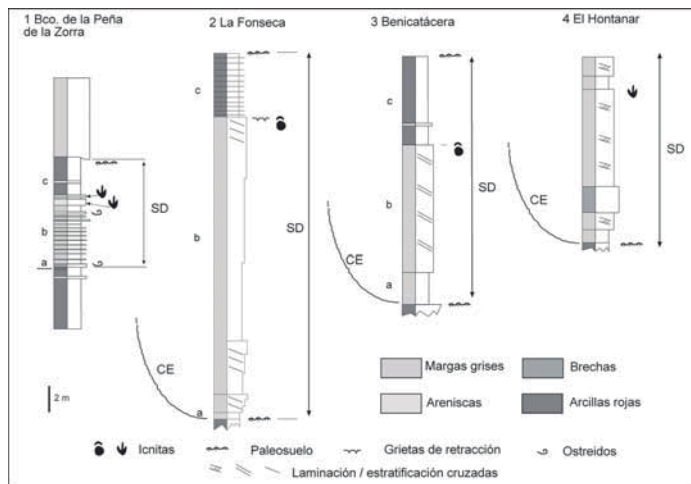 1 Bco. de la Peña
de la Zorra
2 La Fonseca
3 Benicatácera
4 El Hontanar
c
b
a
SD
2 m
c
b
a
CE
SD
c
b
a
CE
SD
CE
SD
Margas grises
Brechas
Areniscas
Arcillas rojas
Icnitas
Paleosuelo
Grietas de retracción
Ostreidos
Laminación / estratificación cruzadas